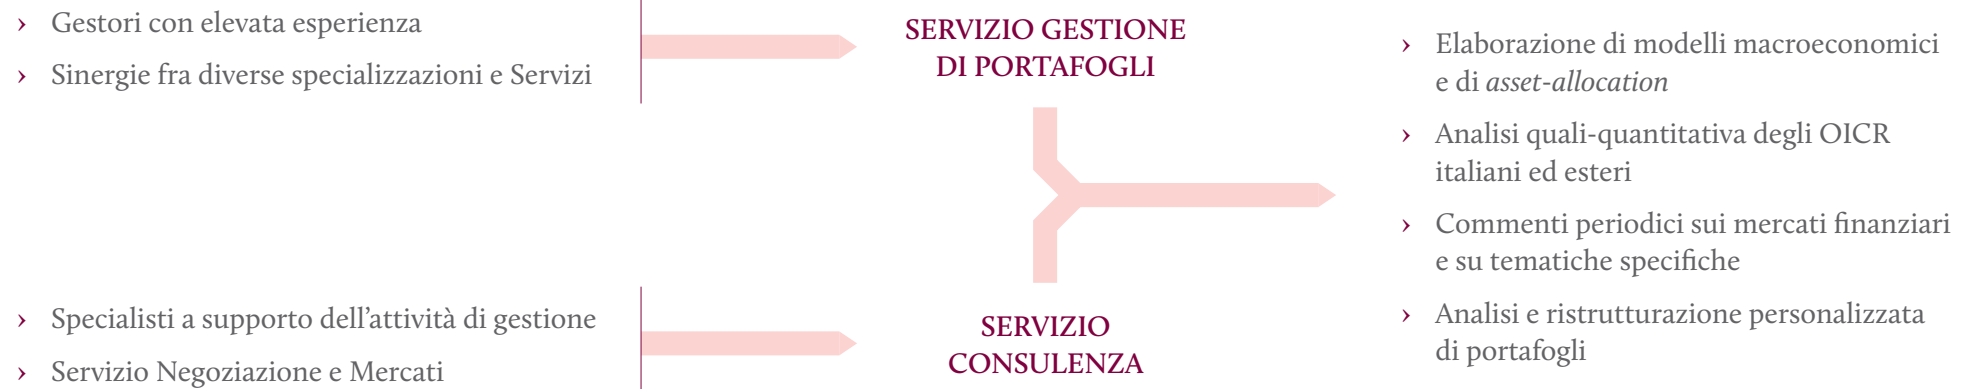 › Gestori con elevata esperienza
› Sinergie fra diverse specializzazioni e Servizi
SERVIZIO GESTIONE
DI PORTAFOGLI
› Specialisti a supporto dell’attività di gestione
› Servizio Negoziazione e Mercati
SERVIZIO
CONSULENZA
› Elaborazione di modelli macroeconomici
e di asset-allocation
› Analisi quali-quantitativa degli OICR
italiani ed esteri
› Commenti periodici sui mercati finanziari
e su tematiche specifiche
› Analisi e ristrutturazione personalizzata
di portafogli